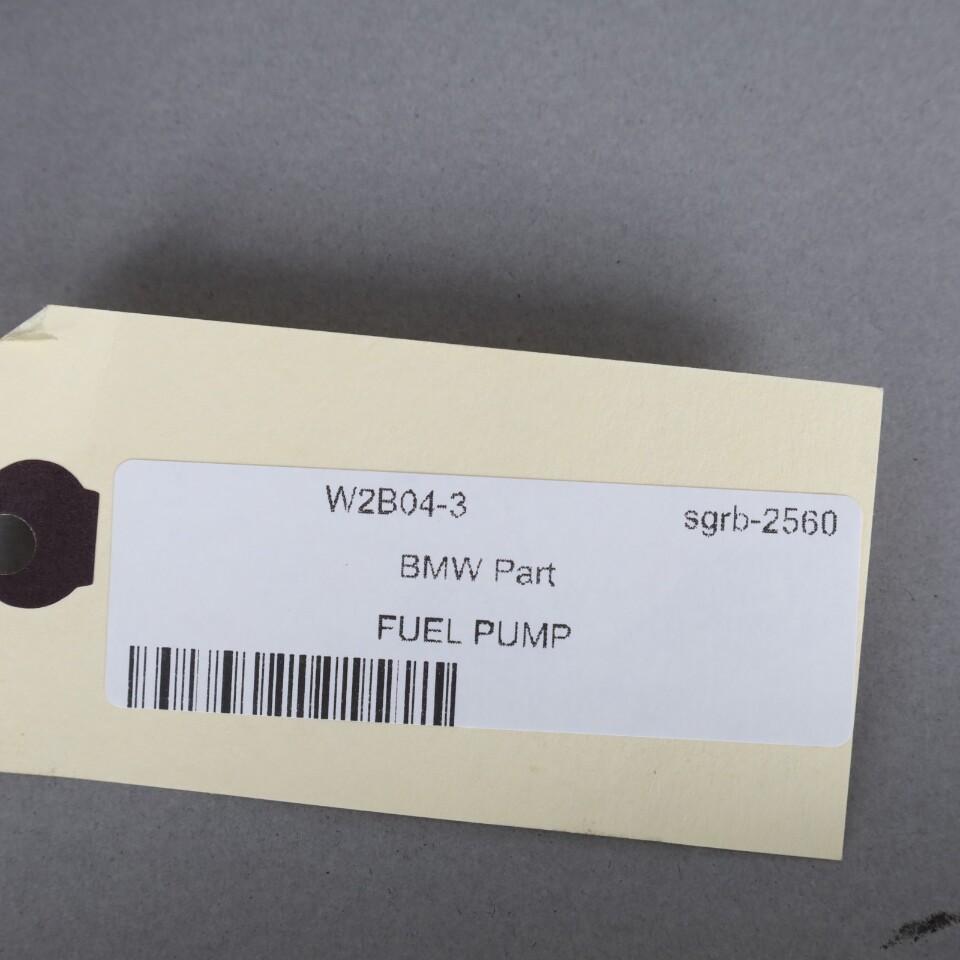 W2B04-3 sgrb-2560
BMW Part
FUEL PUMP